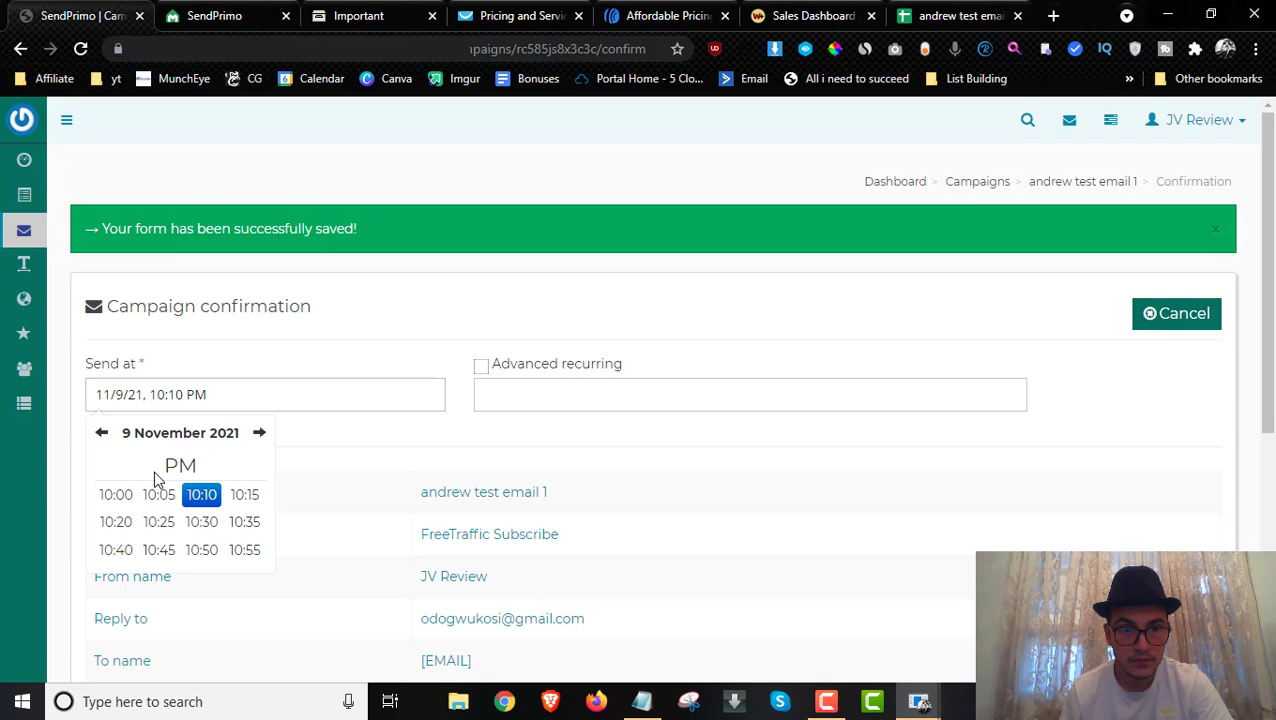 SendPrimo | Cam
SendPrimo
Important
Pricing and Servic
Affordable Pricing
Sales Dashboard
andrew test emai
ıpaigns/rc585js8x3c3c/confirm
Affiliate
yt
MunchEye
CG
Calendar
Canva
Imgur
Bonuses
Portal Home - 5 Clo...
Email
All i need to succeed
List Building
»
Other bookmarks
JV Review
Dashboard > Campaigns > andrew test email 1 > Confirmation
→ Your form has been successfully saved!
×
Campaign confirmation
Cancel
Send at *
Advanced recurring
11/9/21, 10:10 PM
9 November 2021
PM
10:00 10:05 10:10 10:15
10:20 10:25 10:30 10:35
10:40 10:45 10:50 10:55
andrew test email 1
FreeTraffic Subscribe
From name
JV Review
Reply to
odogwukosi@gmail.com
To name
[EMAIL]
Type here to search